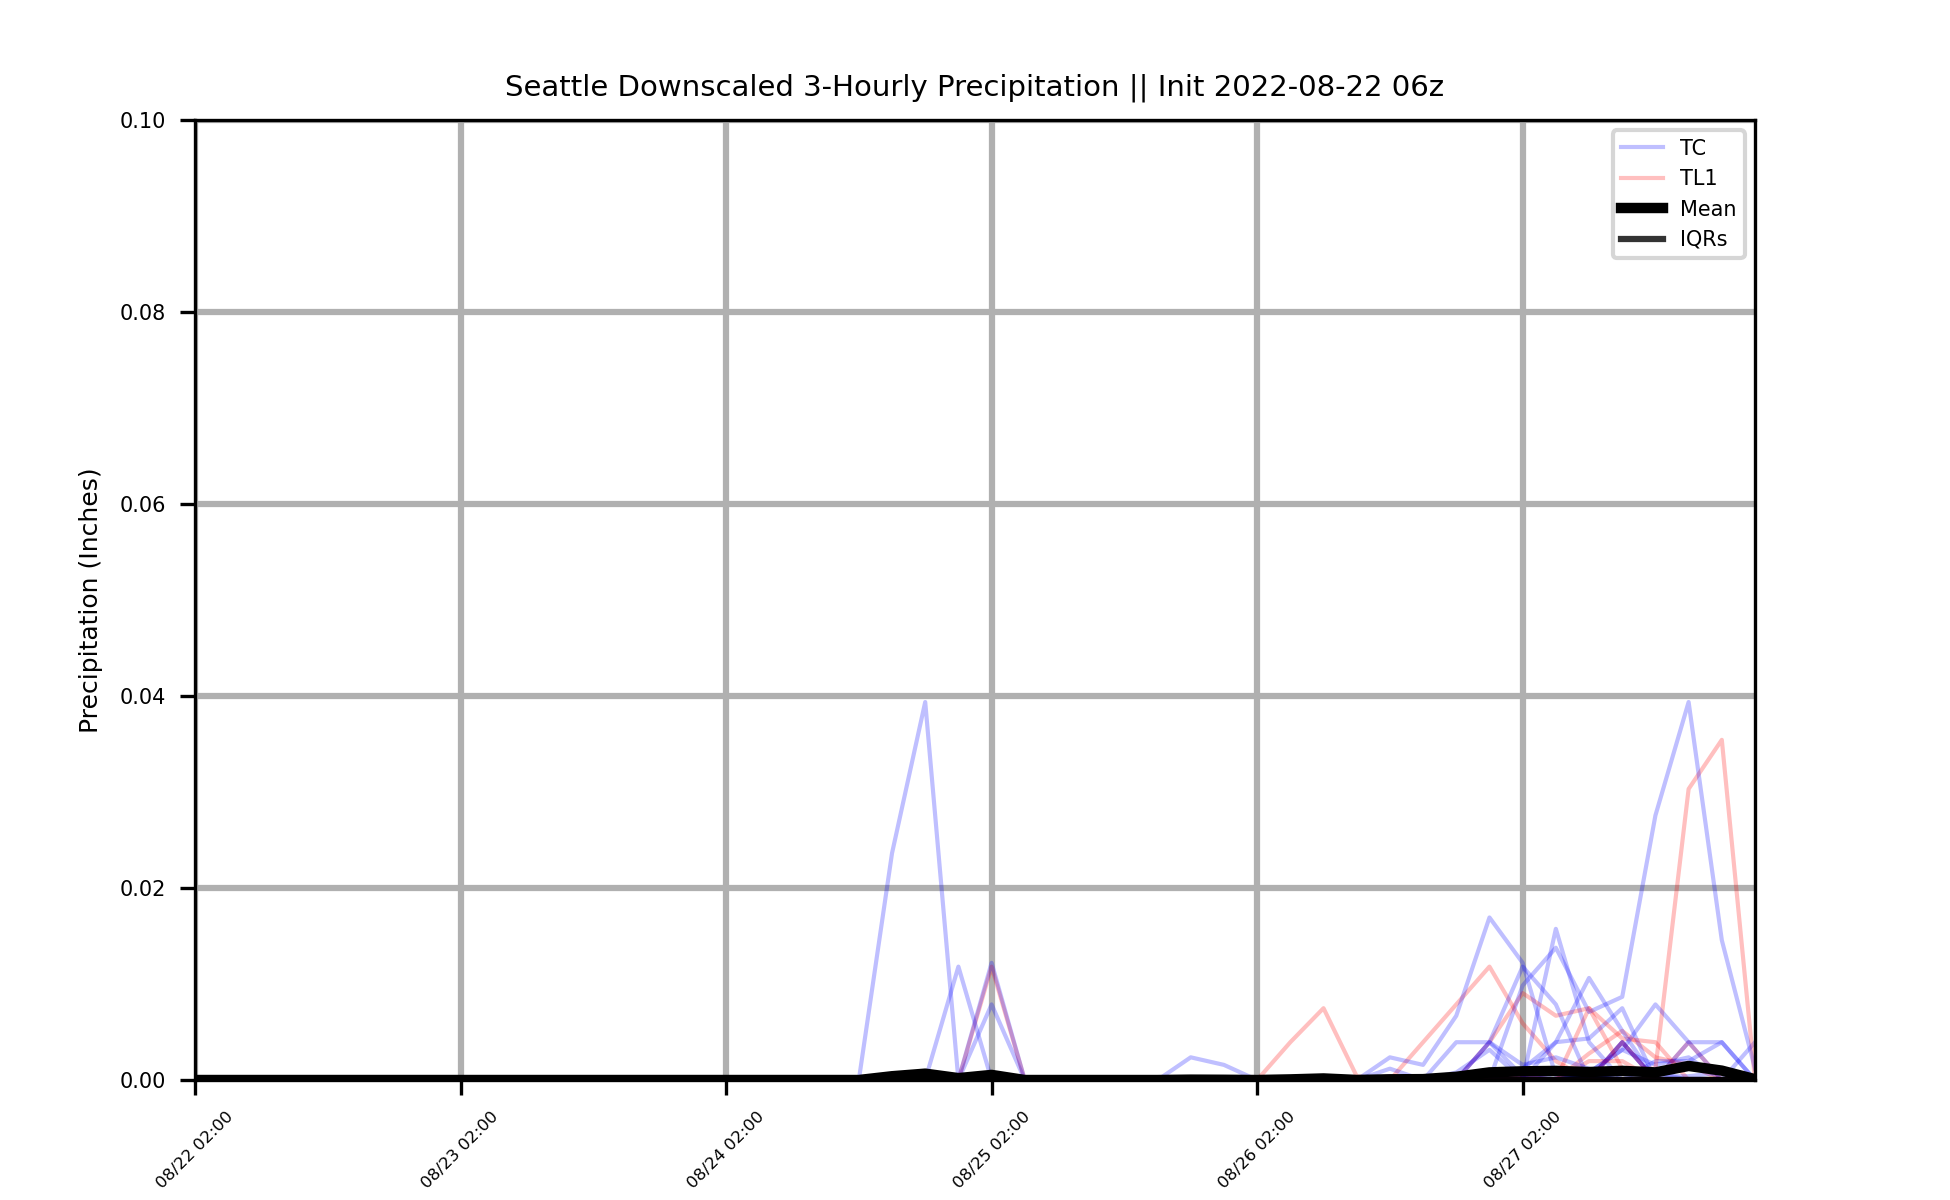 Seattle Downscaled 3-Hourly Precipitation || Init 2022-08-22 06z
0.10
0.08
0.06
0.04
0.02
0.00
Precipitation (Inches)
TC
TL1
Mean
IQRs
08/22 02:00
08/23 02:00
08/24 02:00
08/25 02:00
08/26 02:00
08/27 02:00